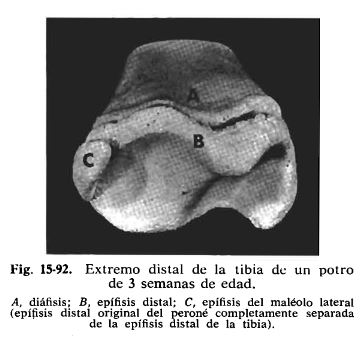 A
B
C
Fig. 15-92. Extremo distal de la tibia de un potro
de 3 semanas de edad.
A, diáfisis; B, epífisis distal; C, epífisis del maléolo lateral
(epífisis distal original del peroné completamente separada
de la epífisis distal de la tibia).